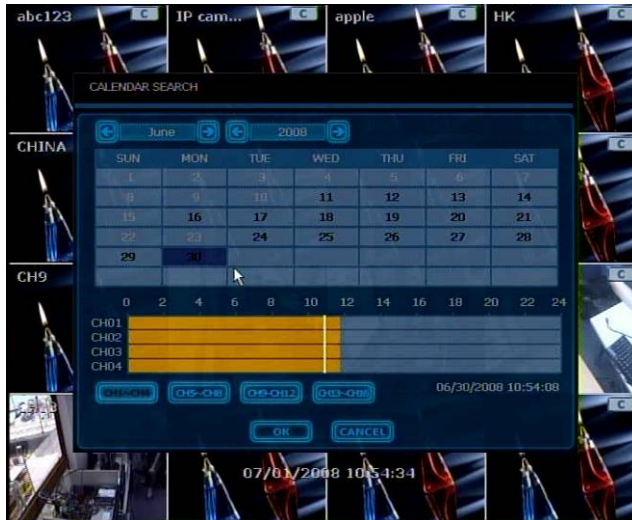 abc123 C IP cam... C apple C HK C
CALENDAR SEARCH
June 2008
CHINA C
SUN MON TUE WED THU FRI SAT
1 2 3 4 5 6 7
8 9 10 11 12 13 14
15 16 17 18 19 20 21
22 23 24 25 26 27 28
29 30
CH9
0 2 4 6 8 10 12 14 16 18 20 22 24
CH01
CH02
CH03
CH04
CH1~CH4 CH5~CH8 CH9-CH12 CH13~CH16 06/30/2008 10:54:08
C
OK CANCEL
07/01/2008 10:54:34